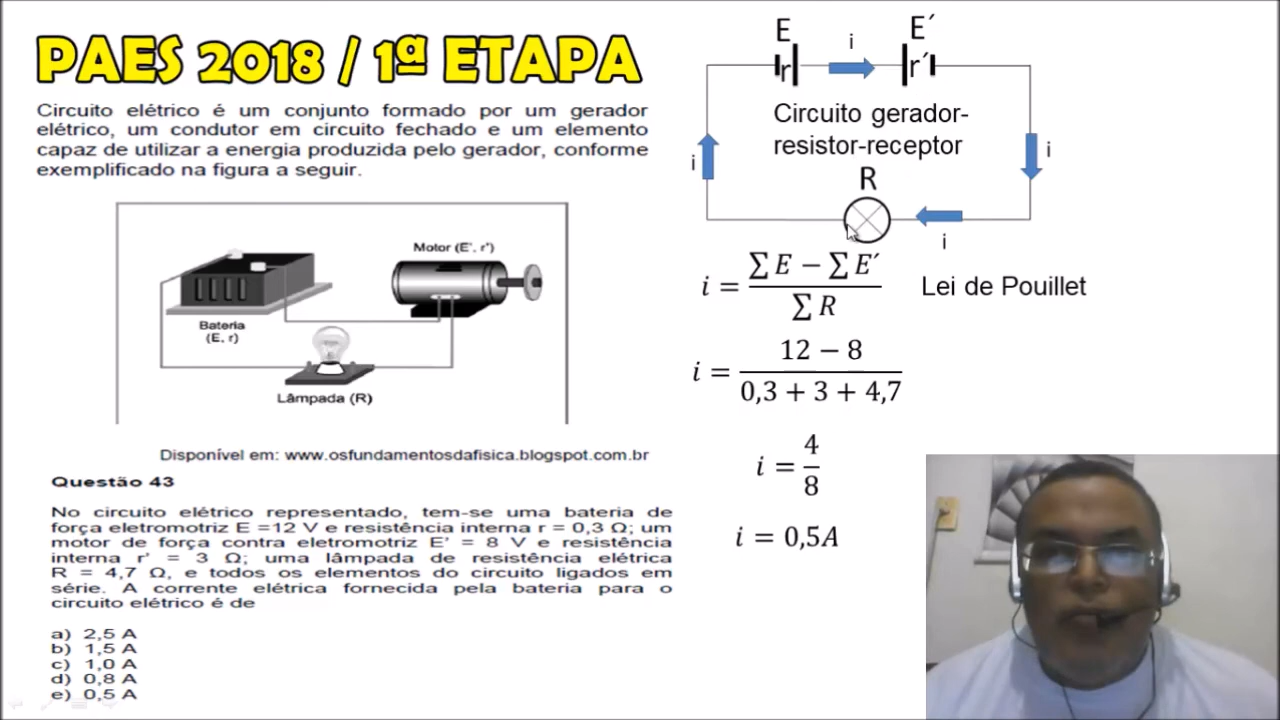 PAES 2018 / 1ª ETAPA
Circuito elétrico é um conjunto formado por um gerador
elétrico, um condutor em circuito fechado e um elemento
capaz de utilizar a energia produzida pelo gerador, conforme
exemplificado na figura a seguir.
Motor (E', r')
Bateria
(E, r)
Lâmpada (R)
Disponível em: www.osfundamentosdafisica.blogspot.com.br
Questão 43
No circuito elétrico representado, tem-se uma bateria de
força eletromotriz E =12 V e resistência interna r = 0,3 Ω; um
motor de força contra eletromotriz E' = 8 V e resistência
interna r' = 3 Ω; uma lâmpada de resistência elétrica
R = 4,7 Ω, e todos os elementos do circuito ligados em
série. A corrente elétrica fornecida pela bateria para o
circuito elétrico é de
a) 2,5 A
b) 1,5 A
c) 1,0 A
d) 0,8 A
e) 0,5 A
E
E´
i
r
r´
Circuito gerador-
resistor-receptor
i
i
R
i
i = (∑ E − ∑ E´) / ∑ R
Lei de Pouillet
i = (12 − 8) / (0,3 + 3 + 4,7)
i = 4/8
i = 0,5A